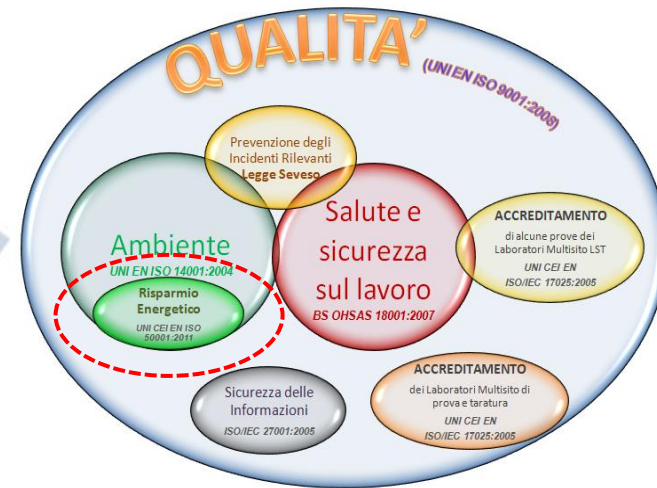 QUALITA'
(UNI EN ISO 9001:2008)
Prevenzione degli
Incidenti Rilevanti
Legge Seveso
Ambiente
UNI EN ISO 14001:2004
Risparmio
Energetico
UNI CEI EN ISO
50001:2011
Salute e
sicurezza
sul lavoro
BS OHSAS 18001:2007
ACCREDITAMENTO
di alcune prove dei
Laboratori Multisito LST
UNI CEI EN
ISO/IEC 17025:2005
Sicurezza delle
Informazioni
ISO/IEC 27001:2005
ACCREDITAMENTO
dei Laboratori Multisito di
prova e taratura
UNI CEI EN
ISO/IEC 17025:2005